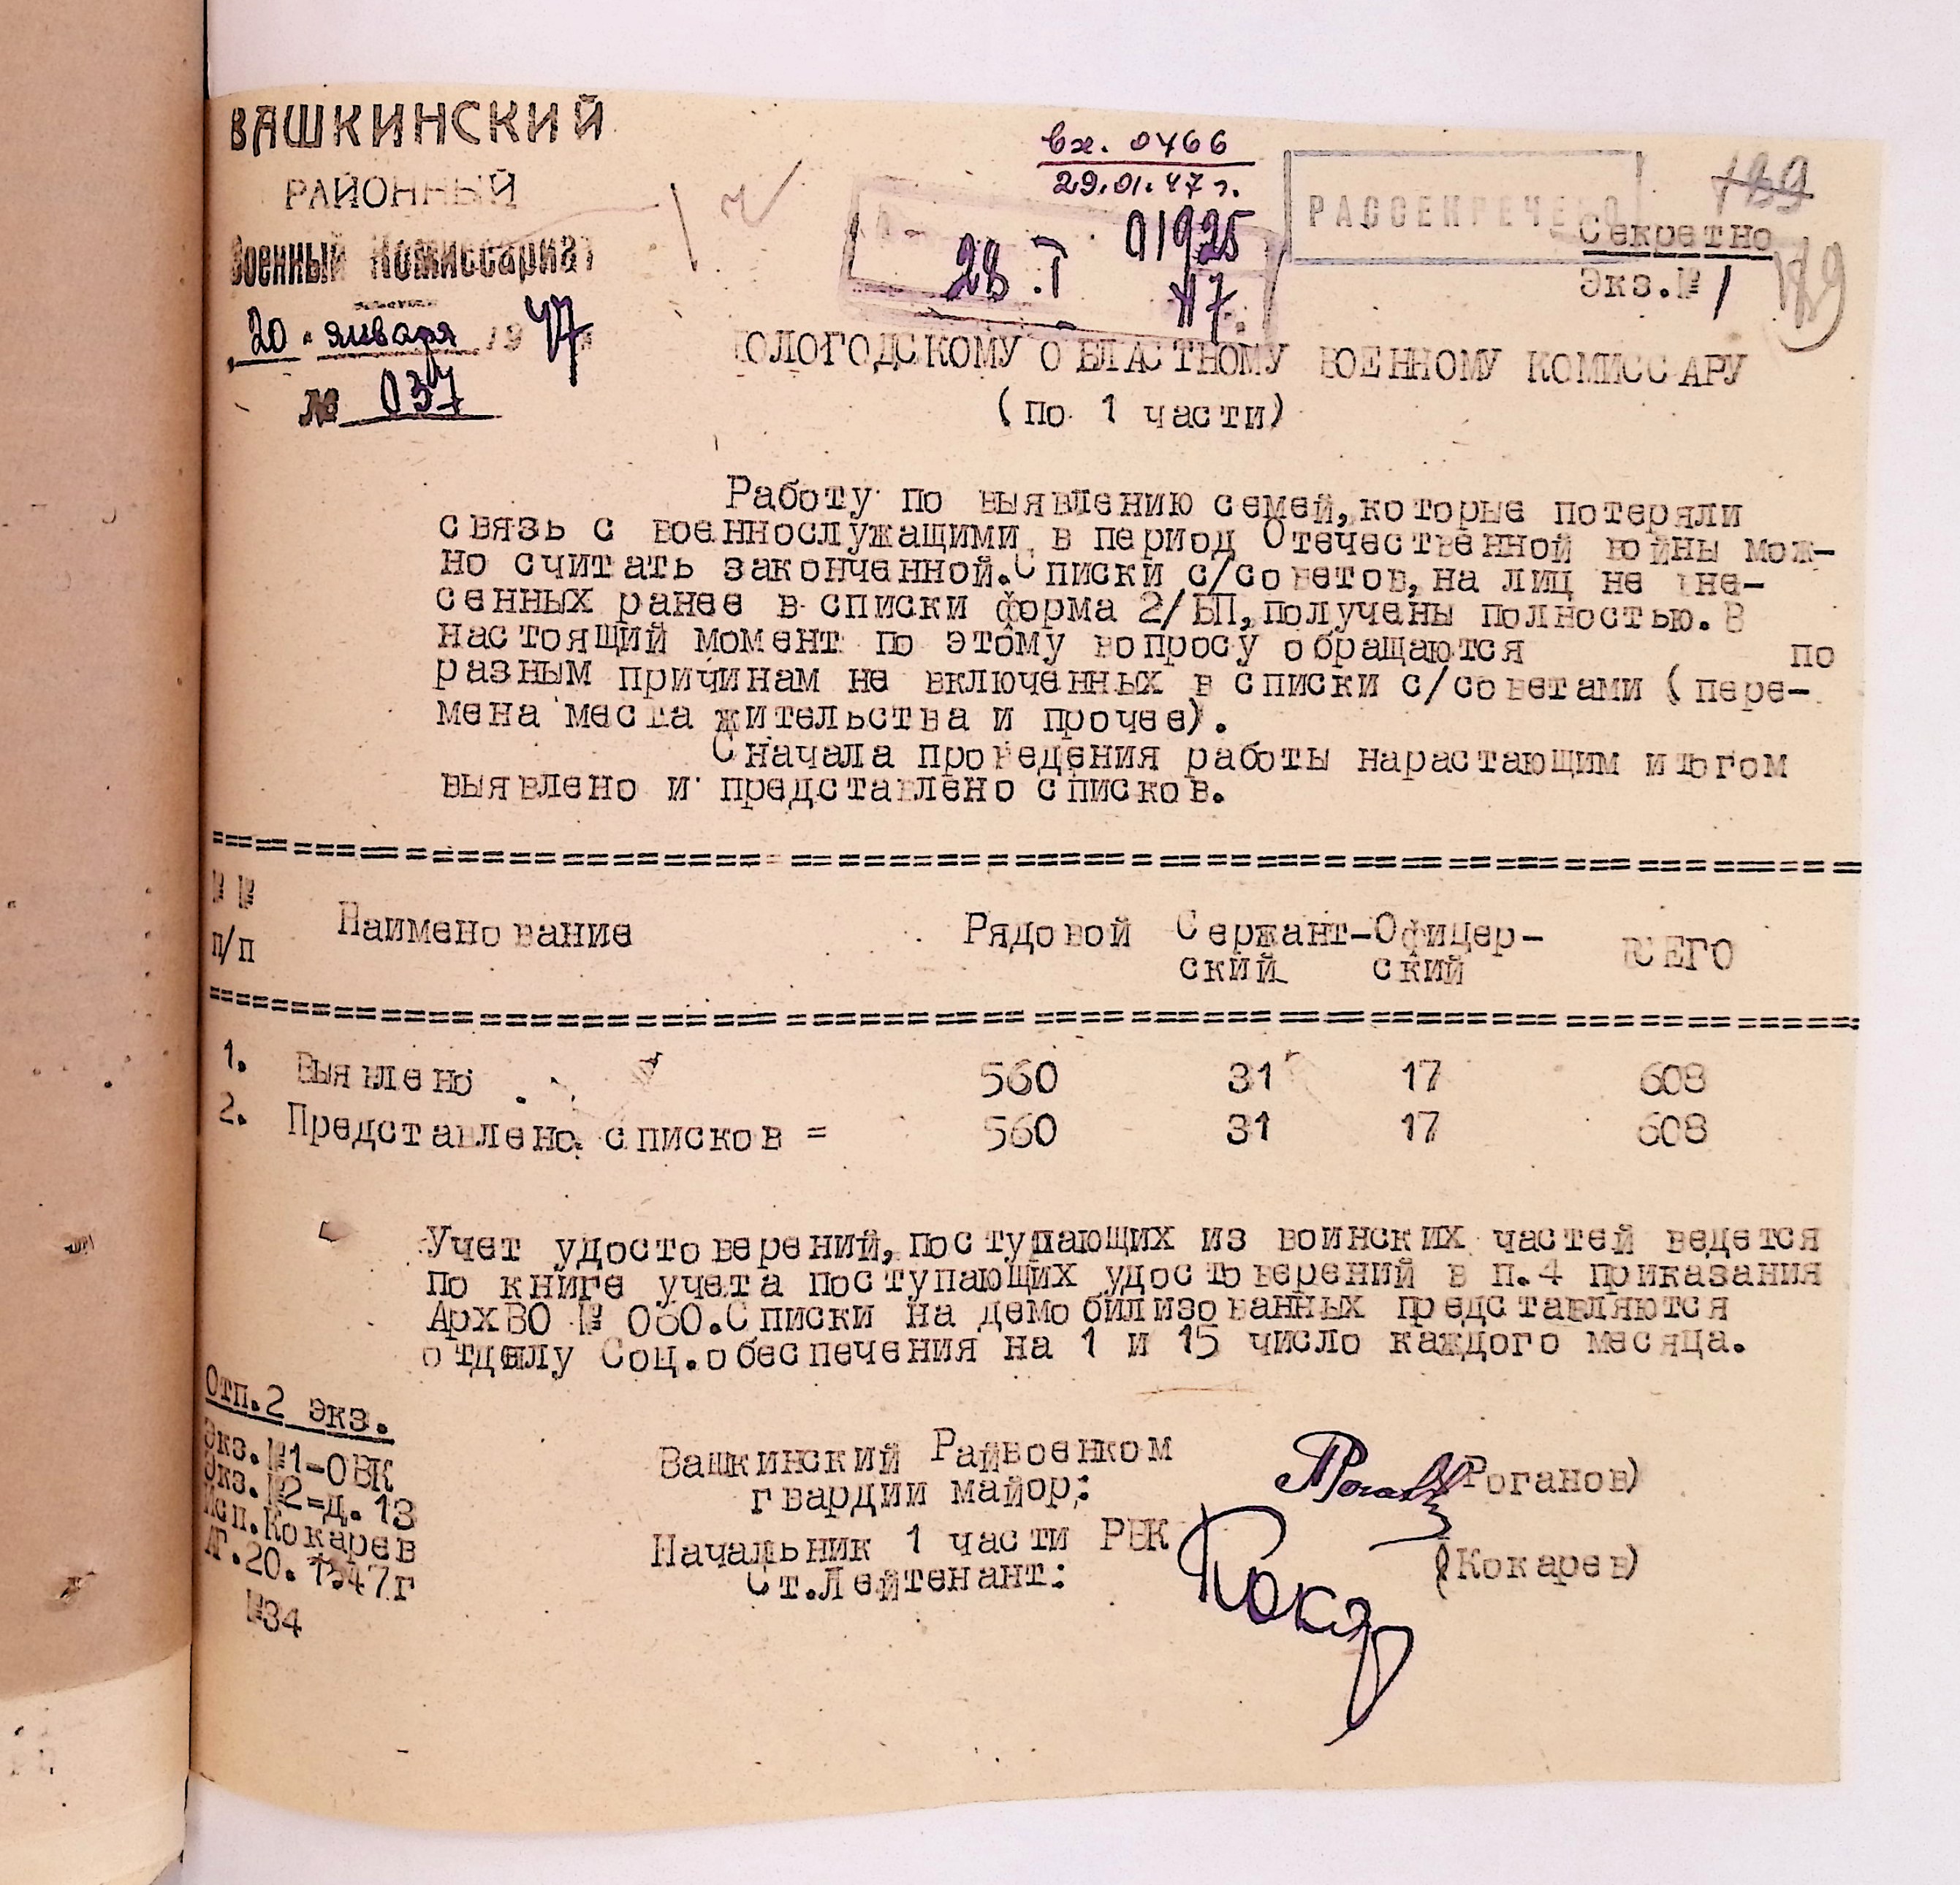 ВАШКИНСКИЙ
РАЙОННЫЙ
Военный Комиссариат
20 января 1947
№ 037
вх. 0466
29.01.47 г.
01925
28.I 47.
РАССЕКРЕЧЕНО
189
Секретно
Экз.№ 1
189
ВОЛОГОДСКОМУ ОБЛАСТНОМУ ВОЕННОМУ КОМИССАРУ
(по 1 части)
Работу по выявлению семей,которые потеряли
связь с военнослужащими в период Отечественной войны мож-
но считать законченной.Списки с/советов,на лиц не вне-
сенных ранее в списки форма 2/БП,получены полностью.В
настоящий момент по этому вопросу обращаются по
разным причинам не включенных в списки с/советами (пере-
мена места жительства и прочее).
С начала проведения работы нарастающим итогом
выявлено и представлено списков.
№ №
п/п
Наименование Рядовой Сержант- Офицер- ВСЕГО
ский ский
1. Выявлено 560 31 17 608
2. Представлено списков = 560 31 17 608
Учет удостоверений,поступающих из воинских частей ведется
по книге учета поступающих удостоверений в п.4 приказания
АрхВО № 060.Списки на демобилизованных представляются
отделу Соц.обеспечения на 1 и 15 число каждого месяца.
Отп.2 экз.
Экз.№1-ОВК
Экз.№2=д.13
Исп.Кокарев
АГ.20. 1947г
№34
Вашкинский Райвоенком
гвардии майор: (Роганов)
Начальник 1 части РВК
Ст.Лейтенант: (Кокарев)